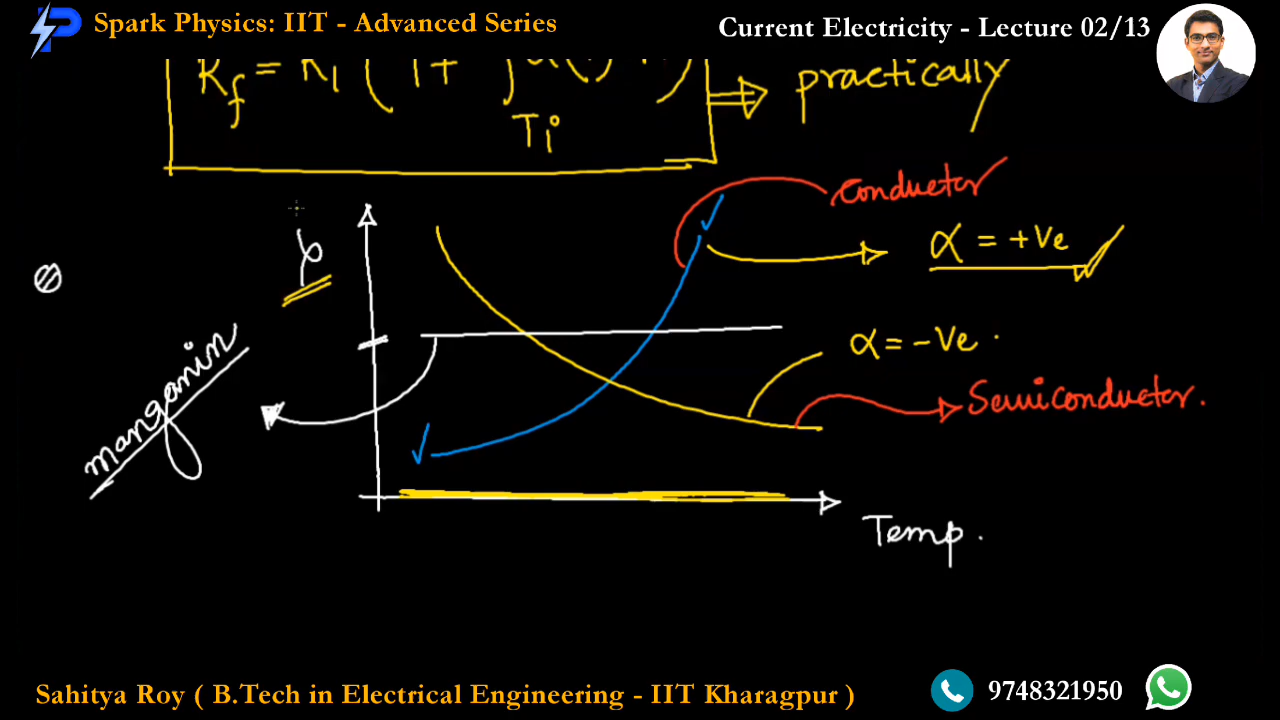 Spark Physics: IIT - Advanced Series
Current Electricity - Lecture 02/13
practically
Ti
Conductor
α = +Ve
ρ
α = -Ve
manganin
Semiconductor.
Temp.
Sahitya Roy ( B.Tech in Electrical Engineering - IIT Kharagpur )
9748321950